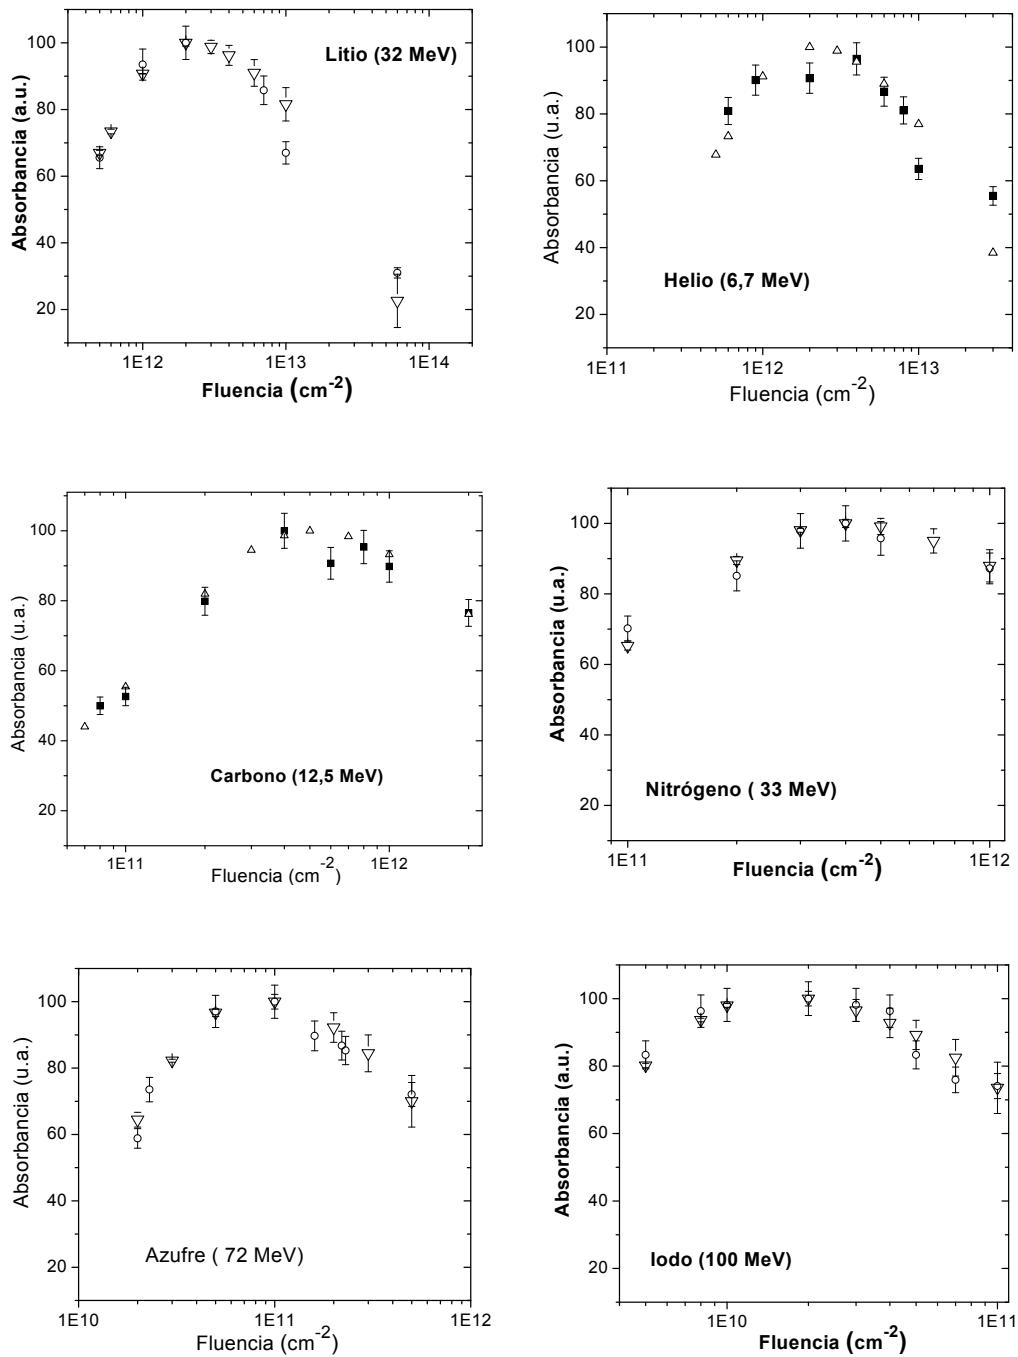 Litio (32 MeV)
Absorbancia (a.u.)
100
80
60
40
20
1E12
1E13
1E14
Fluencia (cm-2)
Helio (6,7 MeV)
Absorbancia (u.a.)
100
80
60
40
20
1E11
1E12
1E13
Fluencia (cm-2)
Carbono (12,5 MeV)
Absorbancia (u.a.)
100
80
60
40
20
1E11
1E12
Fluencia (cm-2)
Nitrógeno ( 33 MeV)
Absorbancia (u.a.)
100
80
60
40
20
1E11
1E12
Fluencia (cm-2)
Azufre ( 72 MeV)
Absorbancia (u.a.)
100
80
60
40
20
1E10
1E11
1E12
Fluencia (cm-2)
Iodo (100 MeV)
Absorbancia (a.u.)
100
80
60
40
20
1E10
1E11
Fluencia (cm-2)